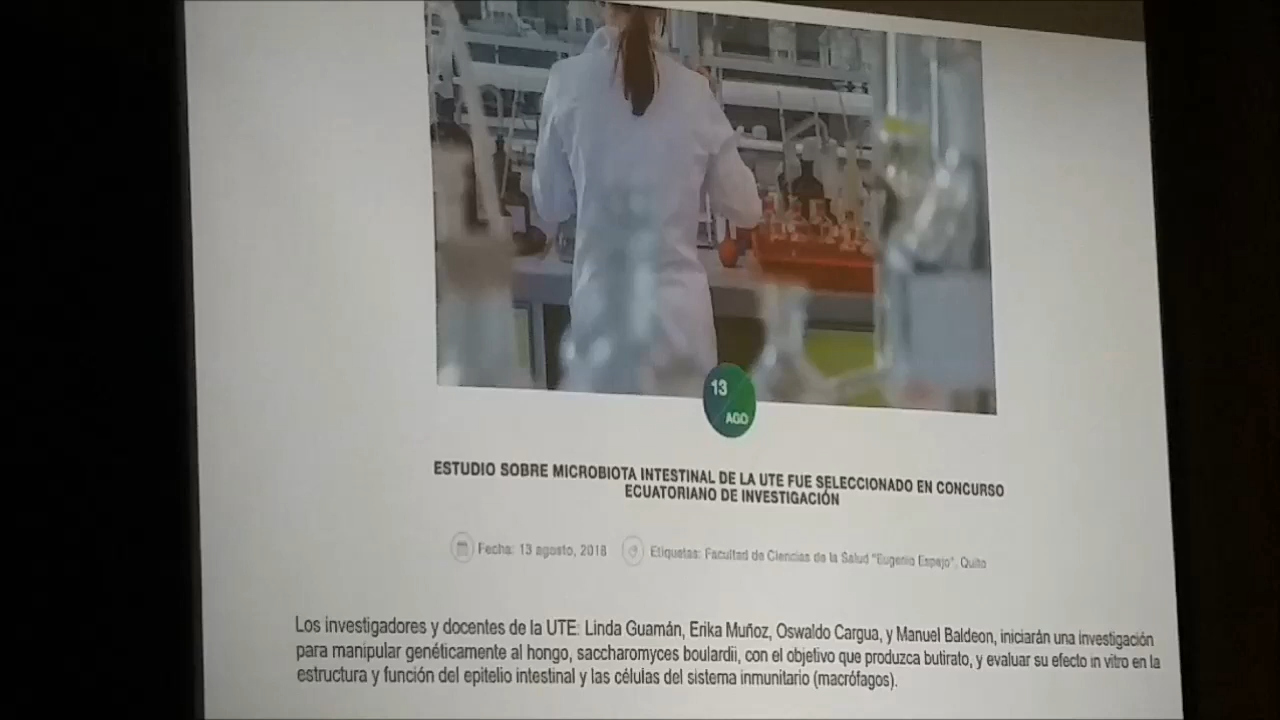 13
AGO
ESTUDIO SOBRE MICROBIOTA INTESTINAL DE LA UTE FUE SELECCIONADO EN CONCURSO
ECUATORIANO DE INVESTIGACIÓN
Fecha: 13 agosto, 2018 Etiquetas: Facultad de Ciencias de la Salud "Eugenio Espejo", Quito
Los investigadores y docentes de la UTE: Linda Guamán, Erika Muñoz, Oswaldo Cargua, y Manuel Baldeon, iniciarán una investigación
para manipular genéticamente al hongo, saccharomyces boulardii, con el objetivo que produzca butirato, y evaluar su efecto in vitro en la
estructura y función del epitelio intestinal y las células del sistema inmunitario (macrófagos).